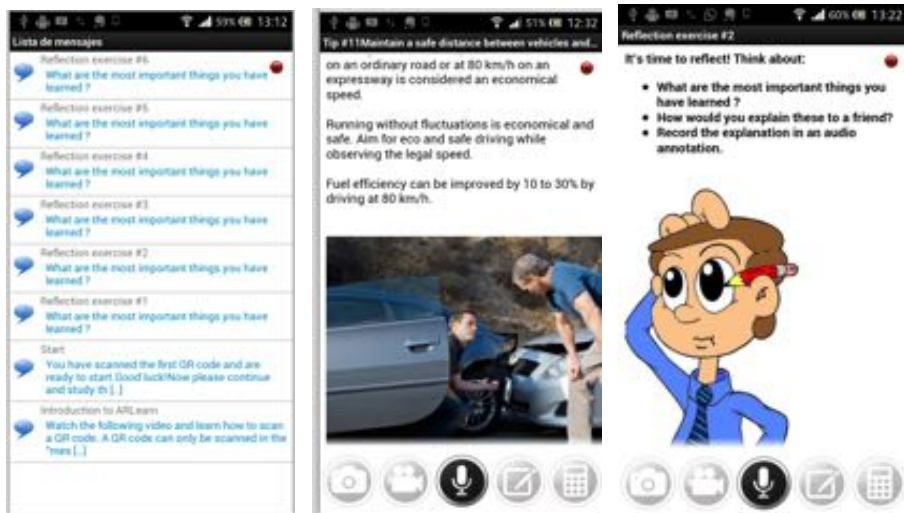 59% 13:12
Lista de mensajes
Reflection exercise #6
What are the most important things you have
learned ?
Reflection exercise #5
What are the most important things you have
learned ?
Reflection exercise #4
What are the most important things you have
learned ?
Reflection exercise #3
What are the most important things you have
learned ?
Reflection exercise #2
What are the most important things you have
learned ?
Reflection exercise #1
What are the most important things you have
learned ?
Start
You have scanned the first QR code and are
ready to start Good luck!Now please continue
and study th [..]
Introduction to ARLearn
Watch the following video and learn how to scan
a QR code. A QR code can only be scanned in the
"mes [..]
51% 12:32
Tip #11Maintain a safe distance between vehicles and...
on an ordinary road or at 80 km/h on an
expressway is considered an economical
speed.
Running without fluctuations is economical and
safe. Aim for eco and safe driving while
observing the legal speed.
Fuel efficiency can be improved by 10 to 30% by
driving at 80 km/h.
60% 13:22
Reflection exercise #2
It's time to reflect! Think about:
• What are the most important things you
have learned ?
• How would you explain these to a friend?
• Record the explanation in an audio
annotation.